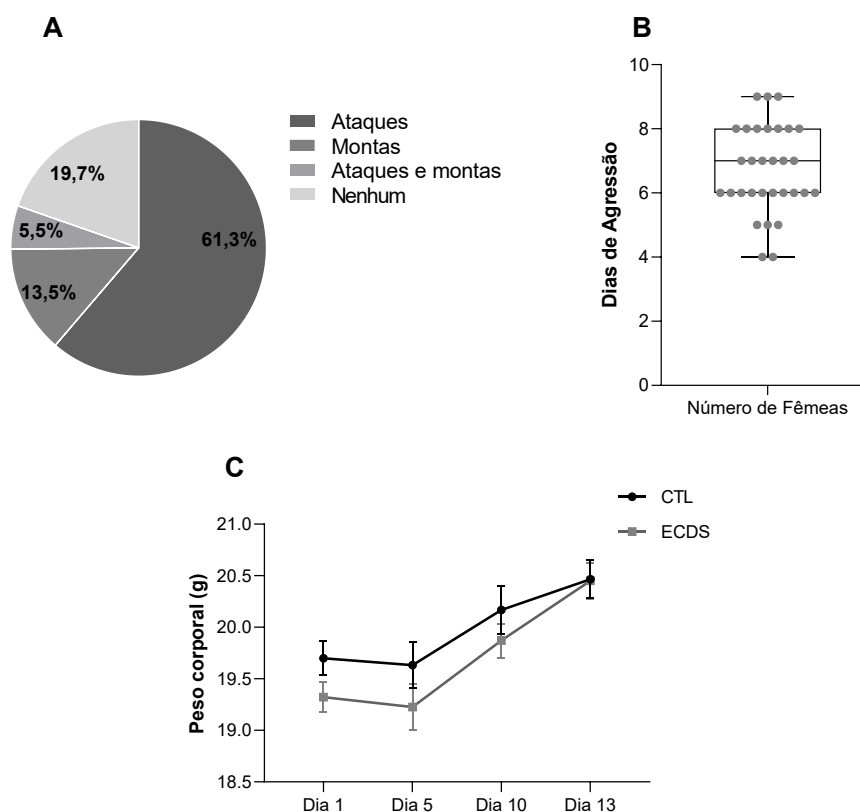 A
Ataques
Montas
Ataques e montas
Nenhum
19,7%
5,5%
13,5%
61,3%
B
Dias de Agressão
10
8
6
4
2
0
Número de Fêmeas
C
CTL
ECDS
Peso corporal (g)
21.0
20.5
20.0
19.5
19.0
18.5
Dia 1 Dia 5 Dia 10 Dia 13